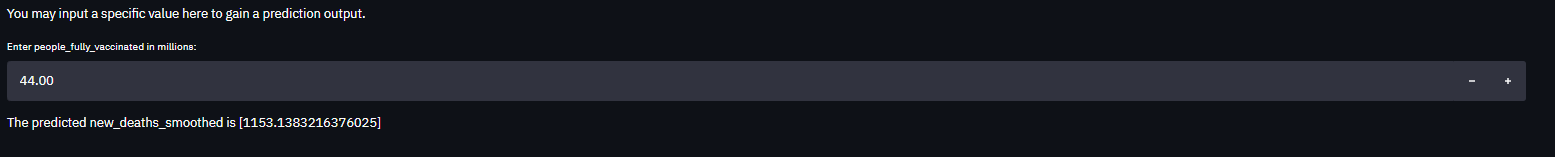 You may input a specific value here to gain a prediction output.
Enter people_fully_vaccinated in millions:
44.00 − +
The predicted new_deaths_smoothed is [1153.1383216376025]